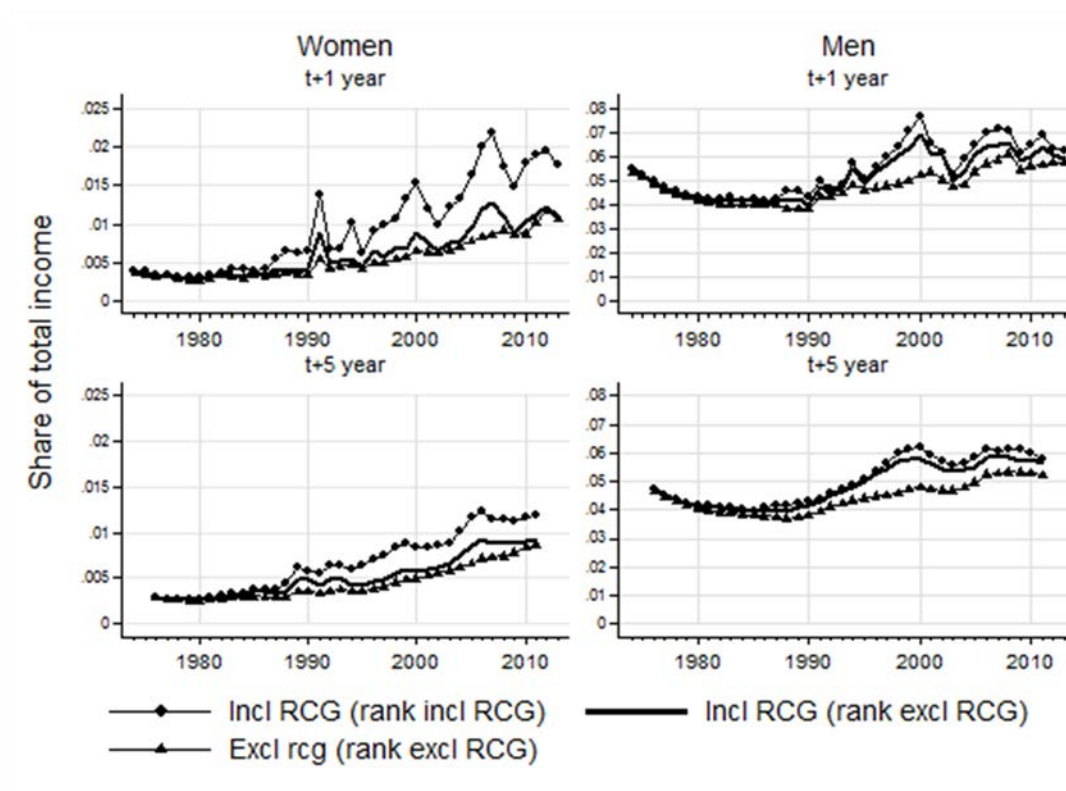 Women
t+1 year
Men
t+1 year
Share of total income
.025
.02
.015
.01
.005
0
1980 1990 2000 2010
.08
.07
.06
.05
.04
.03
.02
.01
0
1980 1990 2000 2010
t+5 year
t+5 year
.025
.02
.015
.01
.005
0
1980 1990 2000 2010
.08
.07
.06
.05
.04
.03
.02
.01
0
1980 1990 2000 2010
Incl RCG (rank incl RCG)
Incl RCG (rank excl RCG)
Excl rcg (rank excl RCG)